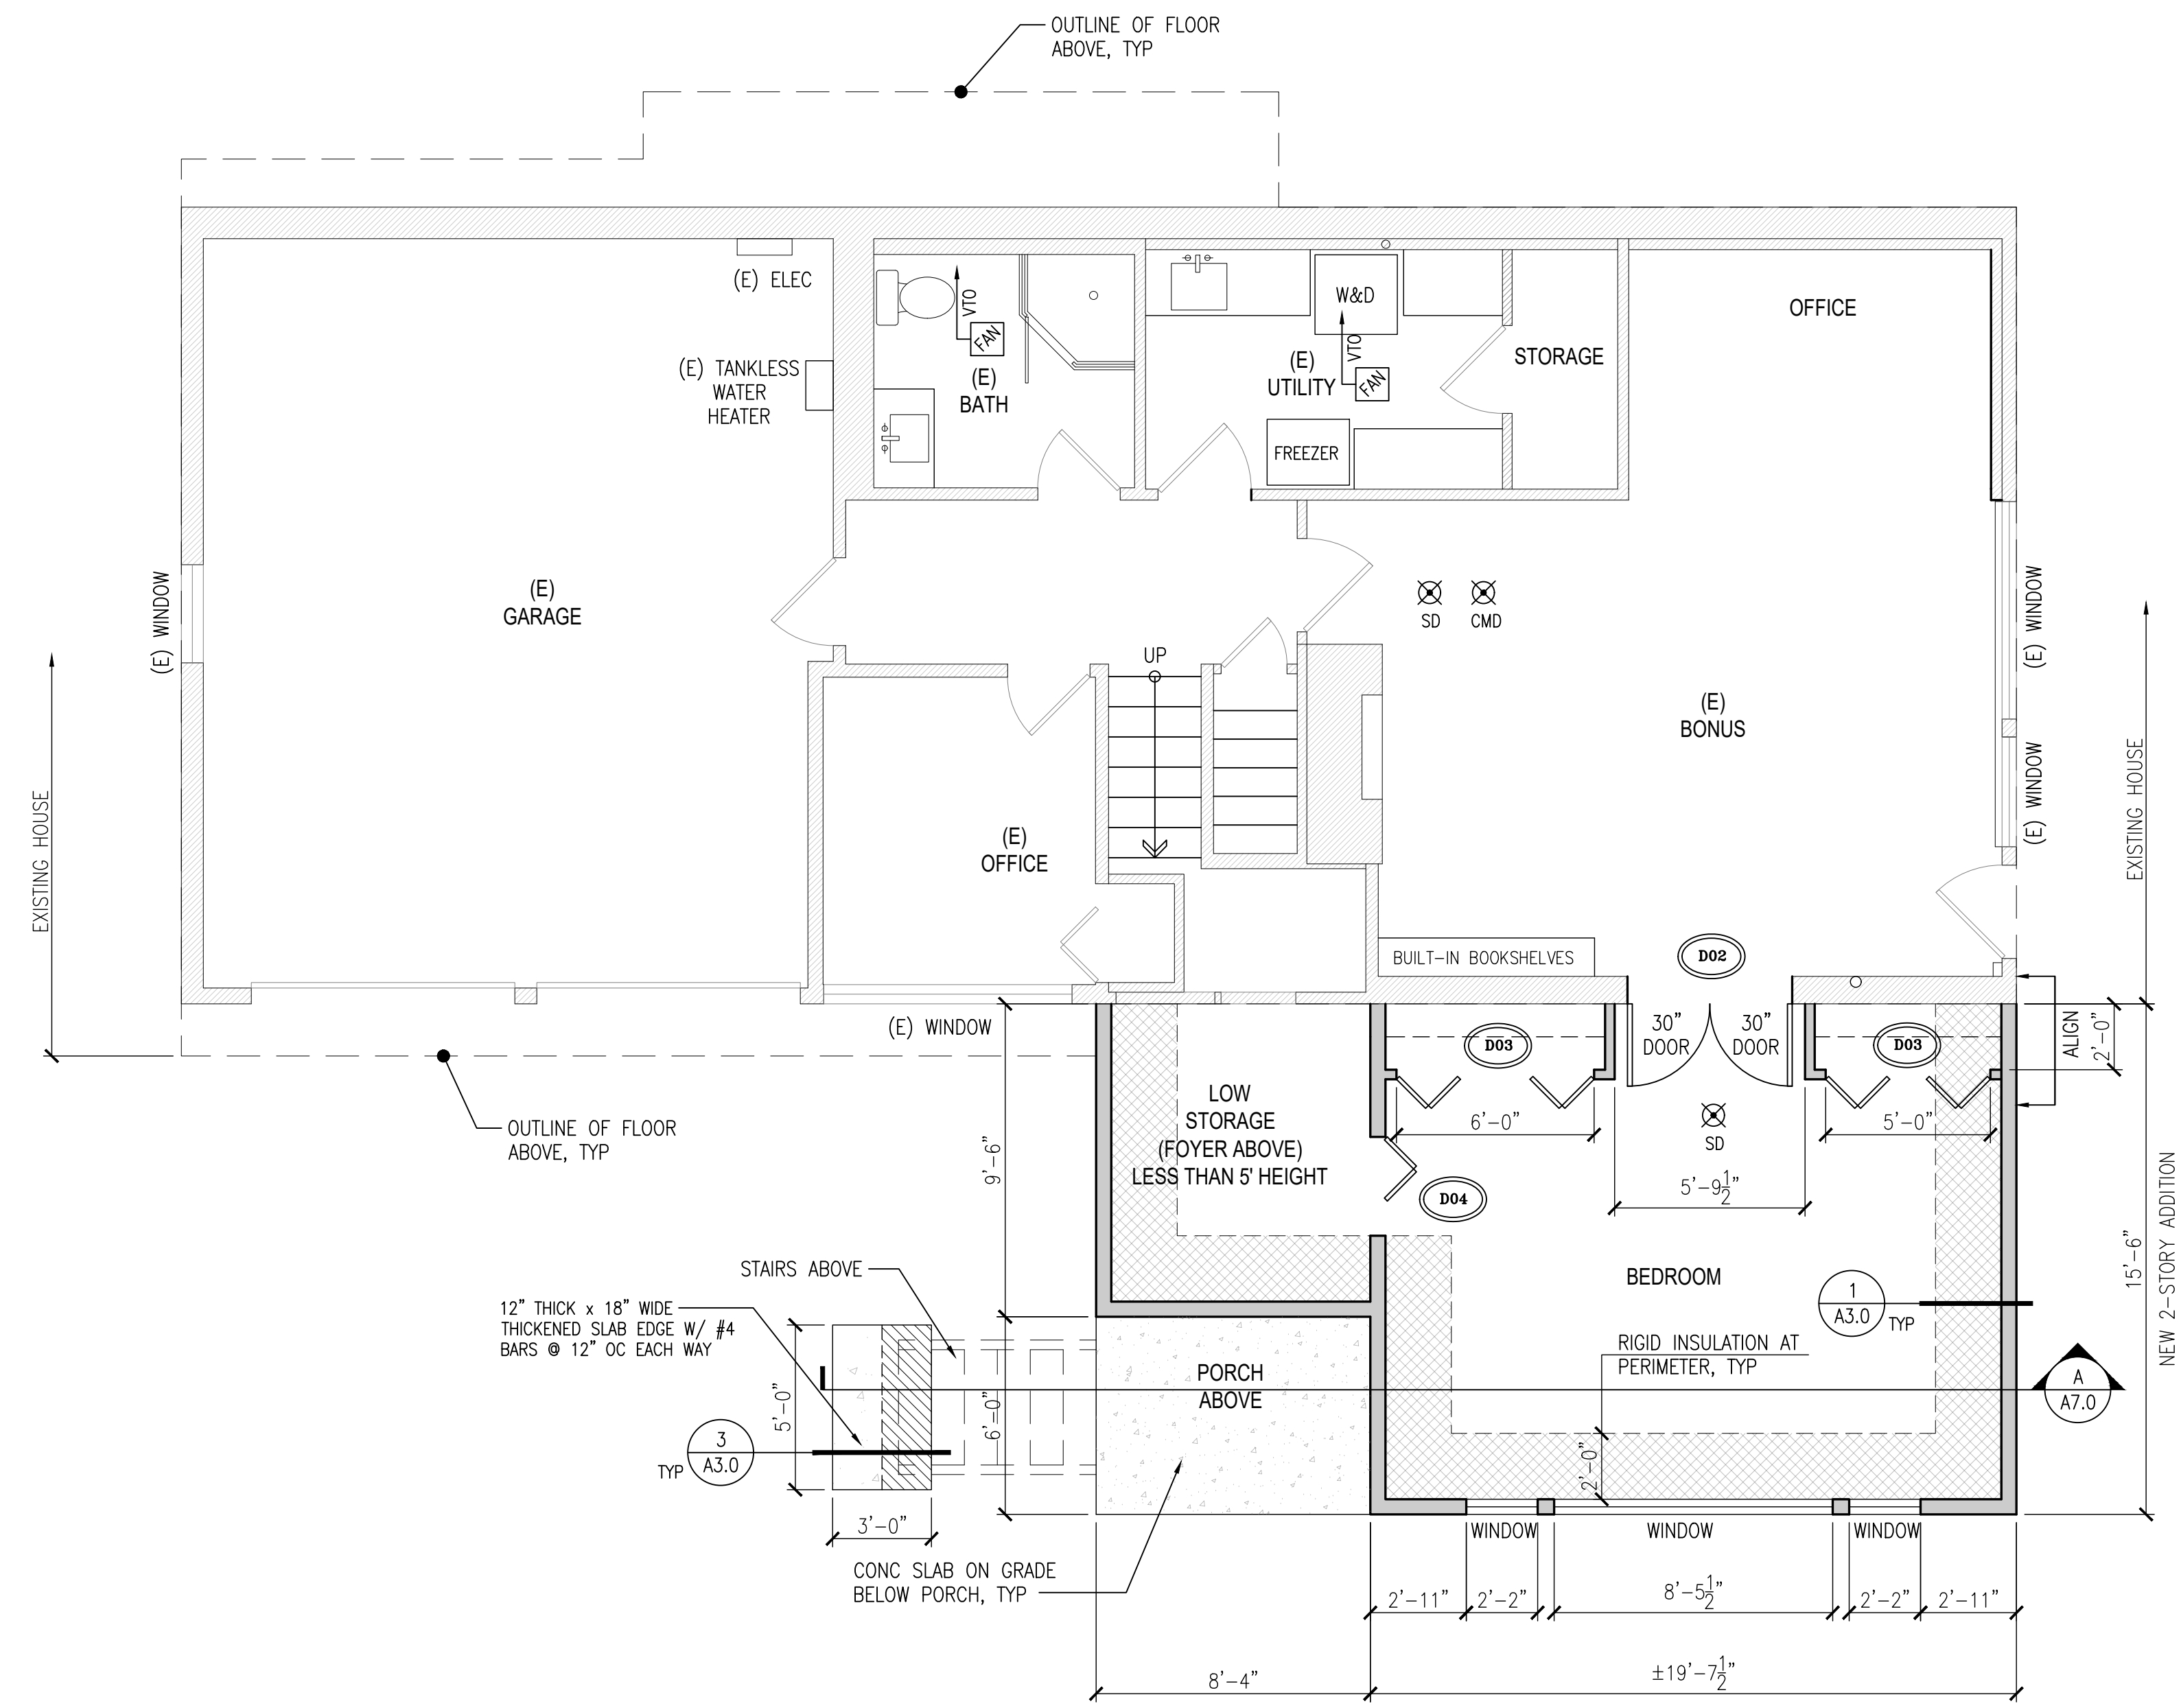 OUTLINE OF FLOOR
ABOVE, TYP
(E) ELEC
(E) TANKLESS
WATER
HEATER
VTO
FAN
(E)
BATH
W&D
VTO
FAN
(E)
UTILITY
FREEZER
STORAGE
OFFICE
(E) WINDOW
(E)
GARAGE
SD
CMD
(E) WINDOW
UP
(E)
BONUS
(E) WINDOW
EXISTING HOUSE
EXISTING HOUSE
(E)
OFFICE
BUILT-IN BOOKSHELVES
D02
(E) WINDOW
30" DOOR
30" DOOR
D03
D03
ALIGN
2'-0"
OUTLINE OF FLOOR
ABOVE, TYP
9'-6"
LOW
STORAGE
(FOYER ABOVE)
LESS THAN 5' HEIGHT
6'-0"
SD
5'-0"
5'-9 1/2"
D04
NEW 2-STORY ADDITION
15'-6"
BEDROOM
STAIRS ABOVE
12" THICK x 18" WIDE
THICKENED SLAB EDGE W/ #4
BARS @ 12" OC EACH WAY
1
A3.0
TYP
RIGID INSULATION AT
PERIMETER, TYP
PORCH
ABOVE
A
A7.0
5'-0"
6'-0"
3
A3.0
TYP
2'-0"
3'-0"
WINDOW
WINDOW
WINDOW
CONC SLAB ON GRADE
BELOW PORCH, TYP
2'-11"
2'-2"
8'-5 1/2"
2'-2"
2'-11"
8'-4"
±19'-7 1/2"